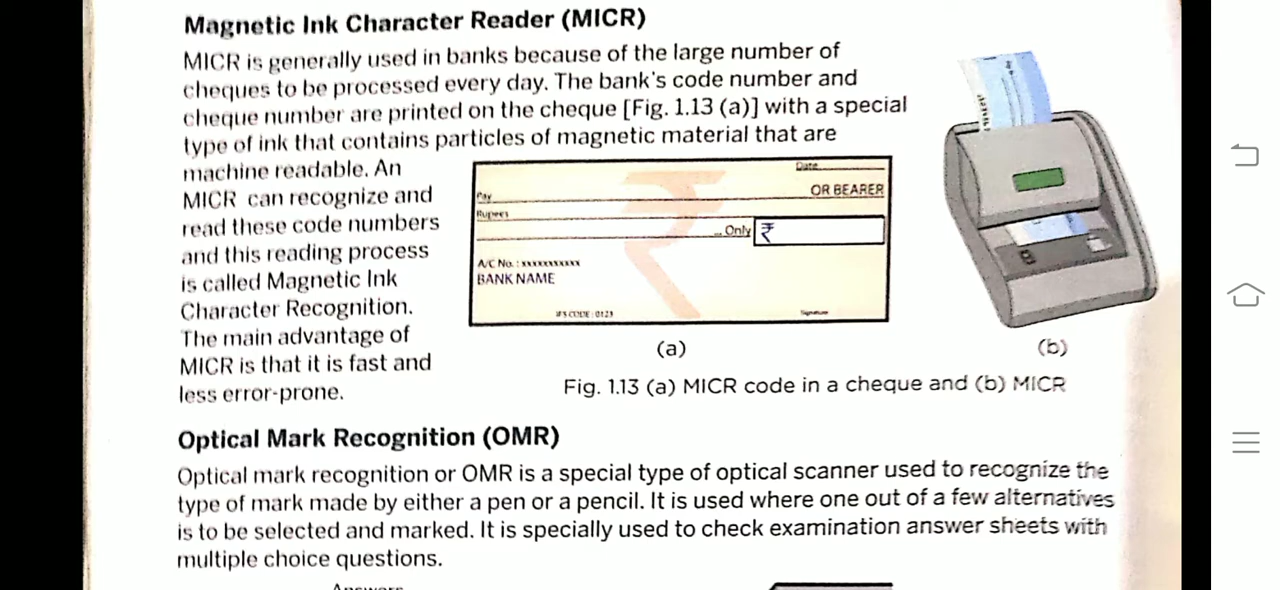 Magnetic Ink Character Reader (MICR)
MICR is generally used in banks because of the large number of
cheques to be processed every day. The bank's code number and
cheque number are printed on the cheque [Fig. 1.13 (a)] with a special
type of ink that contains particles of magnetic material that are
machine readable. An
MICR can recognize and
read these code numbers
and this reading process
is called Magnetic Ink
Character Recognition.
The main advantage of
MICR is that it is fast and
less error-prone.
Date
Pay
OR BEARER
Rupees
... Only ₹
A/C No. : xxxxxxxxxxx
BANK NAME
IFS CODE : 0123
Signature
(a)
(b)
Fig. 1.13 (a) MICR code in a cheque and (b) MICR
Optical Mark Recognition (OMR)
Optical mark recognition or OMR is a special type of optical scanner used to recognize the
type of mark made by either a pen or a pencil. It is used where one out of a few alternatives
is to be selected and marked. It is specially used to check examination answer sheets with
multiple choice questions.
Answers